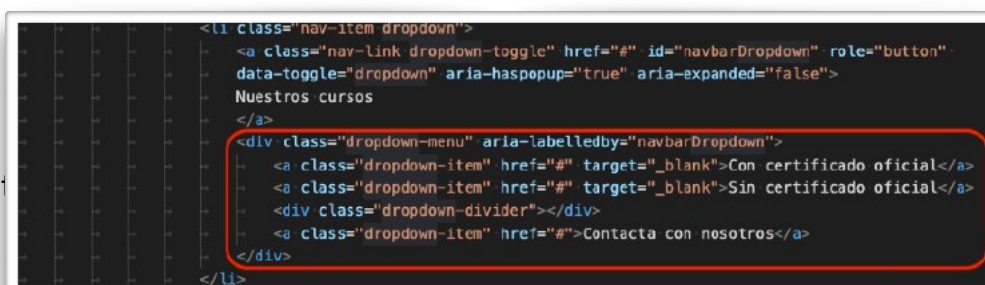 <li class="nav-item dropdown">
<a class="nav-link dropdown-toggle" href="#" id="navbarDropdown" role="button"
data-toggle="dropdown" aria-haspopup="true" aria-expanded="false">
Nuestros cursos
</a>
<div class="dropdown-menu" aria-labelledby="navbarDropdown">
<a class="dropdown-item" href="#" target="_blank">Con certificado oficial</a>
<a class="dropdown-item" href="#" target="_blank">Sin certificado oficial</a>
<div class="dropdown-divider"></div>
<a class="dropdown-item" href="#">Contacta con nosotros</a>
</div>
</li>